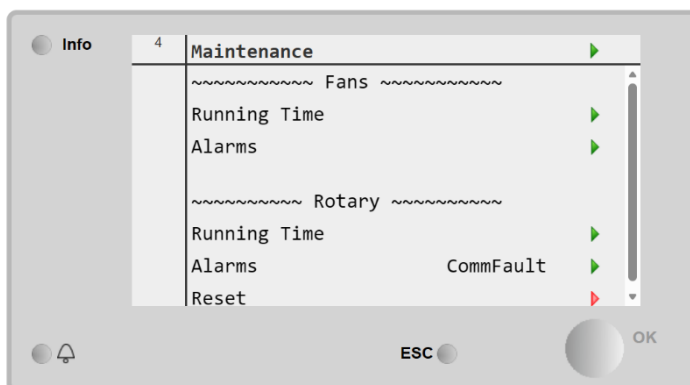 Info
4
Maintenance
~~~~~~~~~~~ Fans ~~~~~~~~~~~
Running Time
Alarms
~~~~~~~~~~ Rotary ~~~~~~~~~~
Running Time
Alarms CommFault
Reset
ESC
OK